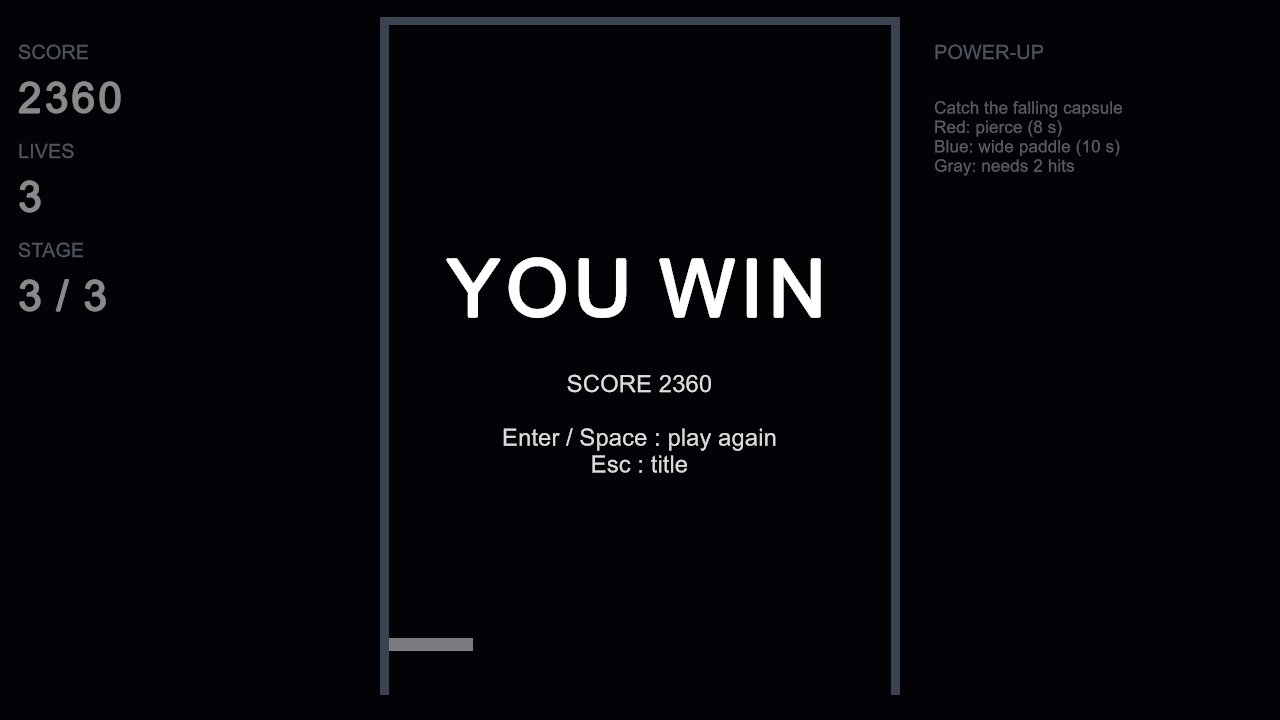 SCORE
2360
LIVES
3
STAGE
3 / 3
YOU WIN
SCORE 2360
Enter / Space : play again
Esc : title
POWER-UP
Catch the falling capsule
Red: pierce (8 s)
Blue: wide paddle (10 s)
Gray: needs 2 hits